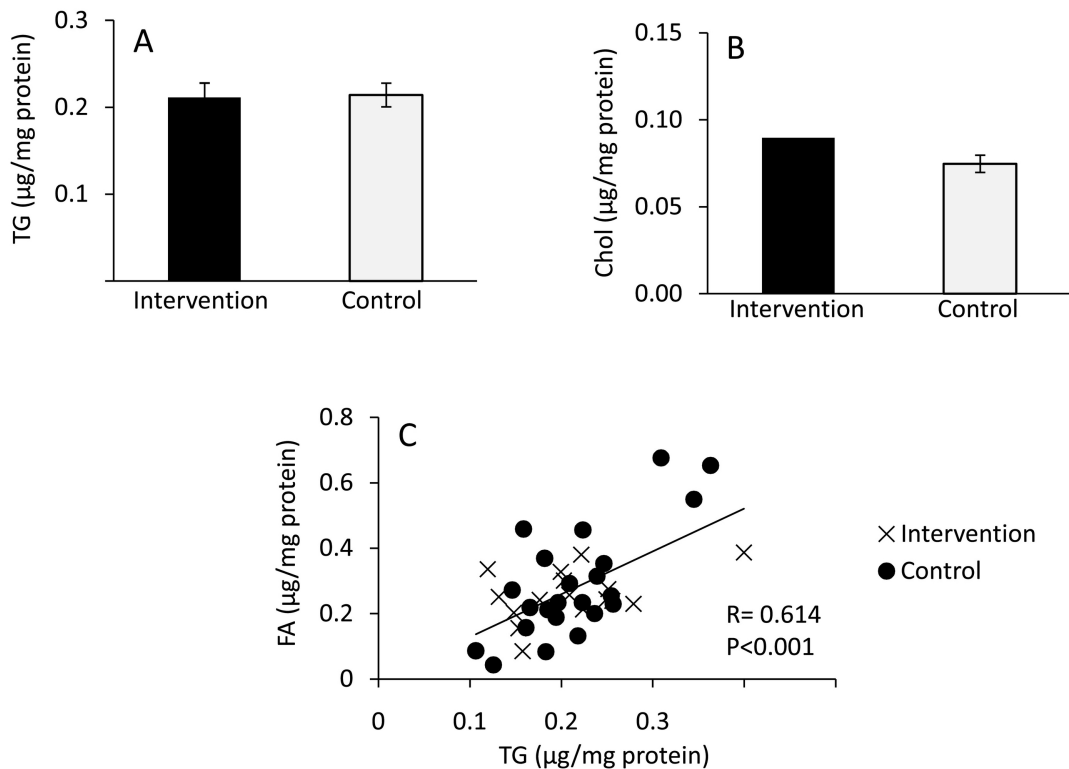 A
TG (µg/mg protein)
0.3
0.2
0.1
Intervention Control
B
Chol (µg/mg protein)
0.15
0.10
0.05
0.00
Intervention Control
C
FA (µg/mg protein)
0.8
0.6
0.4
0.2
0
0 0.1 0.2 0.3
TG (µg/mg protein)
R= 0.614
P<0.001
Intervention
Control